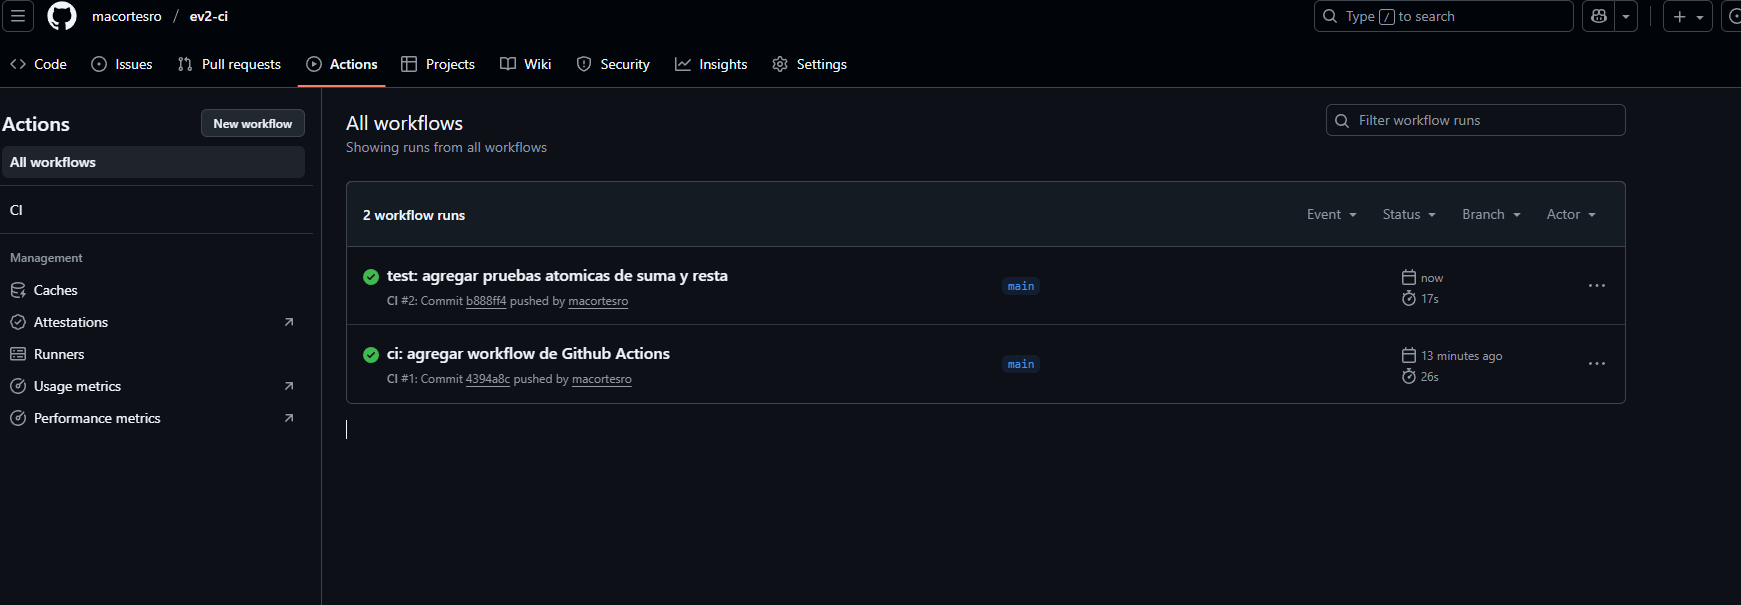 macortesro / ev2-ci
Type / to search
Code Issues Pull requests Actions Projects Wiki Security Insights Settings
Actions
New workflow
All workflows
CI
Management
Caches
Attestations
Runners
Usage metrics
Performance metrics
All workflows
Showing runs from all workflows
Filter workflow runs
2 workflow runs
Event Status Branch Actor
test: agregar pruebas atomicas de suma y resta
CI #2: Commit b888ff4 pushed by macortesro
main
now
17s
ci: agregar workflow de Github Actions
CI #1: Commit 4394a8c pushed by macortesro
main
13 minutes ago
26s